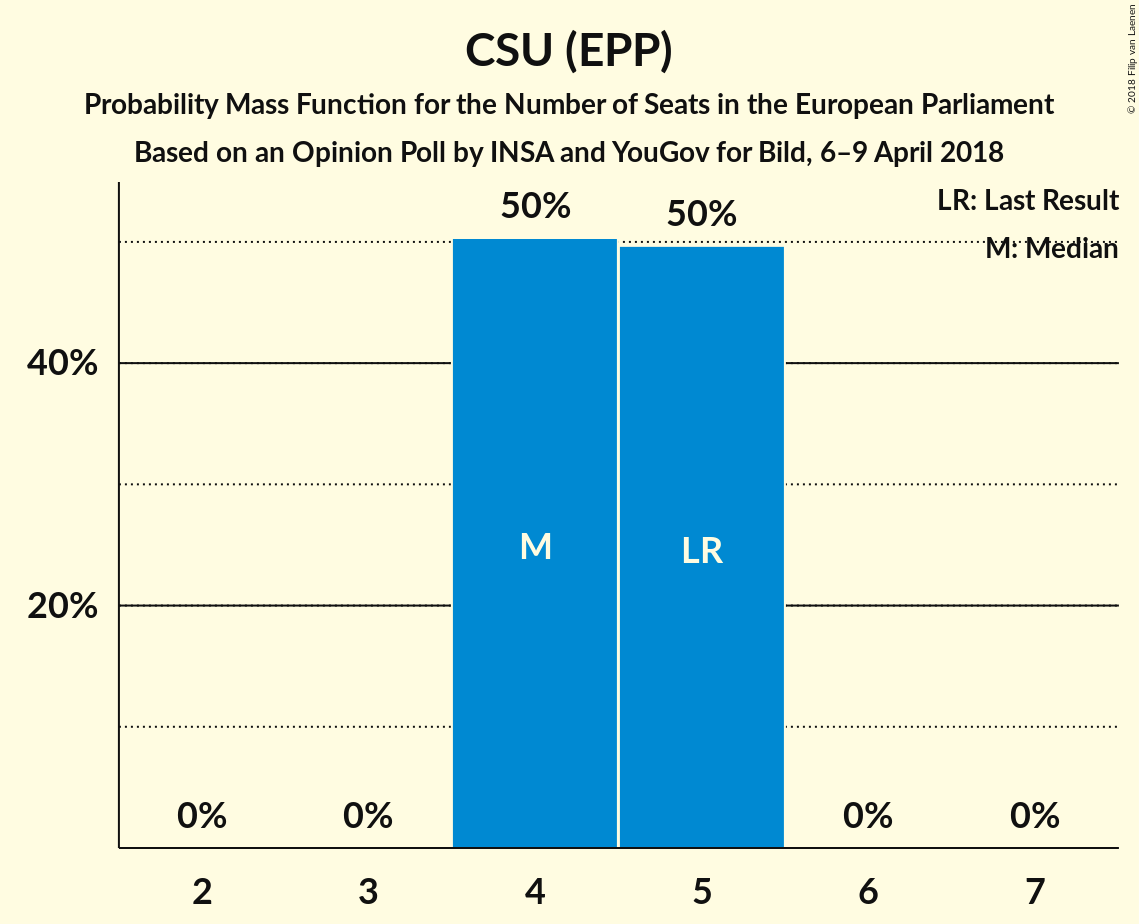 CSU (EPP)
Probability Mass Function for the Number of Seats in the European Parliament
Based on an Opinion Poll by INSA and YouGov for Bild, 6–9 April 2018
© 2018 Filip van Laenen
LR: Last Result
M: Median
50%
50%
40%
20%
M
LR
0%
0%
0%
0%
2
3
4
5
6
7